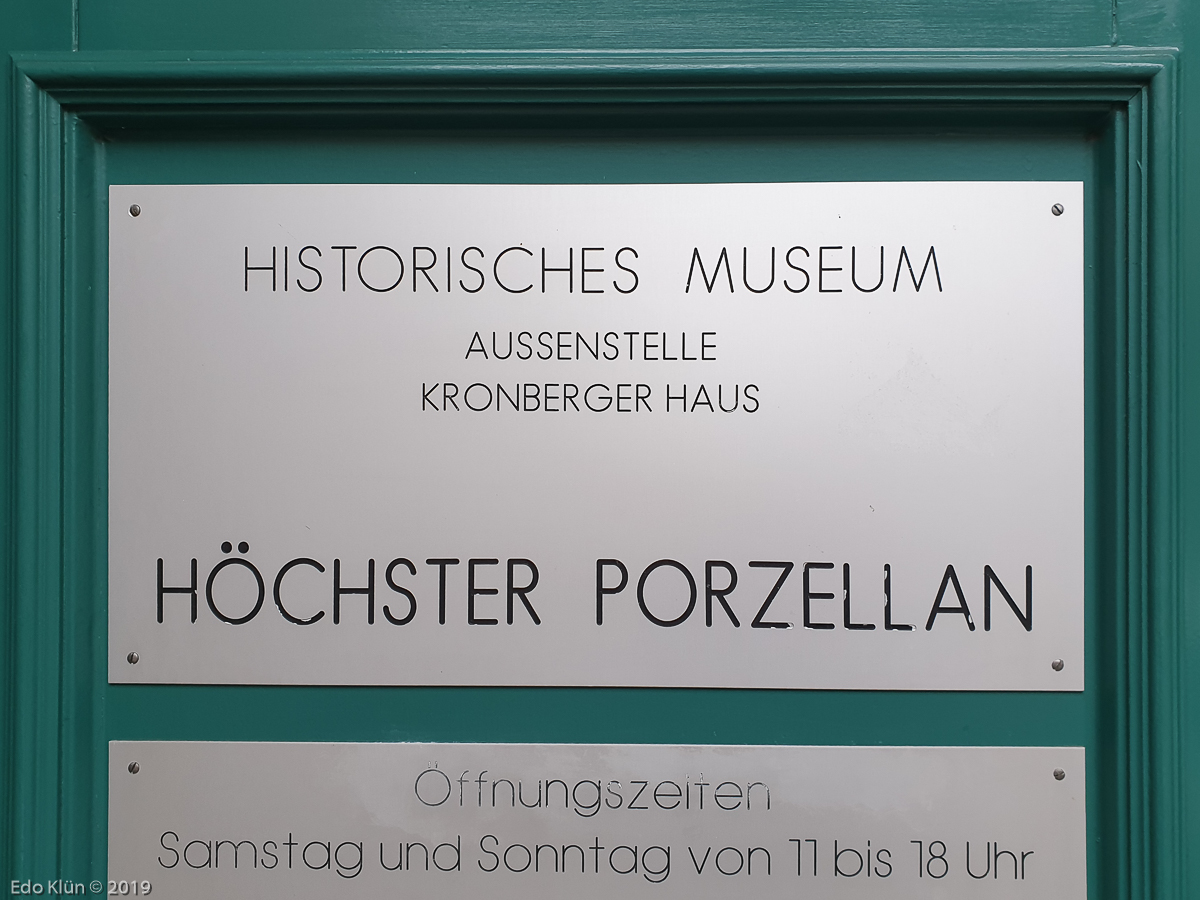 HISTORISCHES MUSEUM
AUSSENSTELLE
KRONBERGER HAUS
HÖCHSTER PORZELLAN
Öffnungszeiten
Samstag und Sonntag von 11 bis 18 Uhr
Edo Klün © 2019